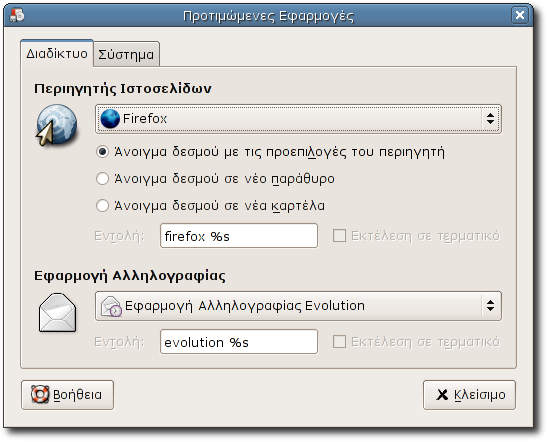 Προτιμώμενες Εφαρμογές
Διαδίκτυο Σύστημα
Περιηγητής Ιστοσελίδων
Firefox
Άνοιγμα δεσμού με τις προεπιλογές του περιηγητή
Άνοιγμα δεσμού σε νέο παράθυρο
Άνοιγμα δεσμού σε νέα καρτέλα
Εντολή: firefox %s Εκτέλεση σε τερματικό
Εφαρμογή Αλληλογραφίας
Εφαρμογή Αλληλογραφίας Evolution
Εντολή: evolution %s Εκτέλεση σε τερματικό
Βοήθεια Κλείσιμο